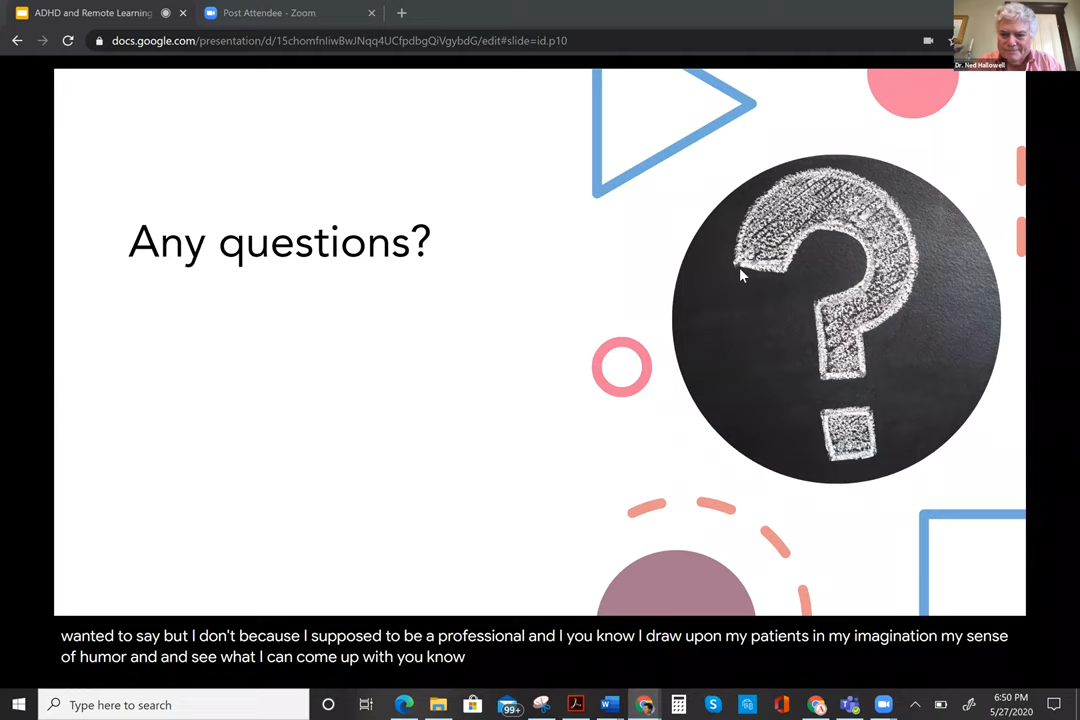 ADHD and Remote Learning
Post Attendee - Zoom
docs.google.com/presentation/d/15chomfnIiwBwJNqq4UCfpdbgQiVgybdG/edit#slide=id.p10
Dr. Ned Hallowell
Any questions?
?
wanted to say but I don't because I supposed to be a professional and I you know I draw upon my patients in my imagination my sense
of humor and and see what I can come up with you know
Type here to search
99+
6:50 PM
5/27/2020